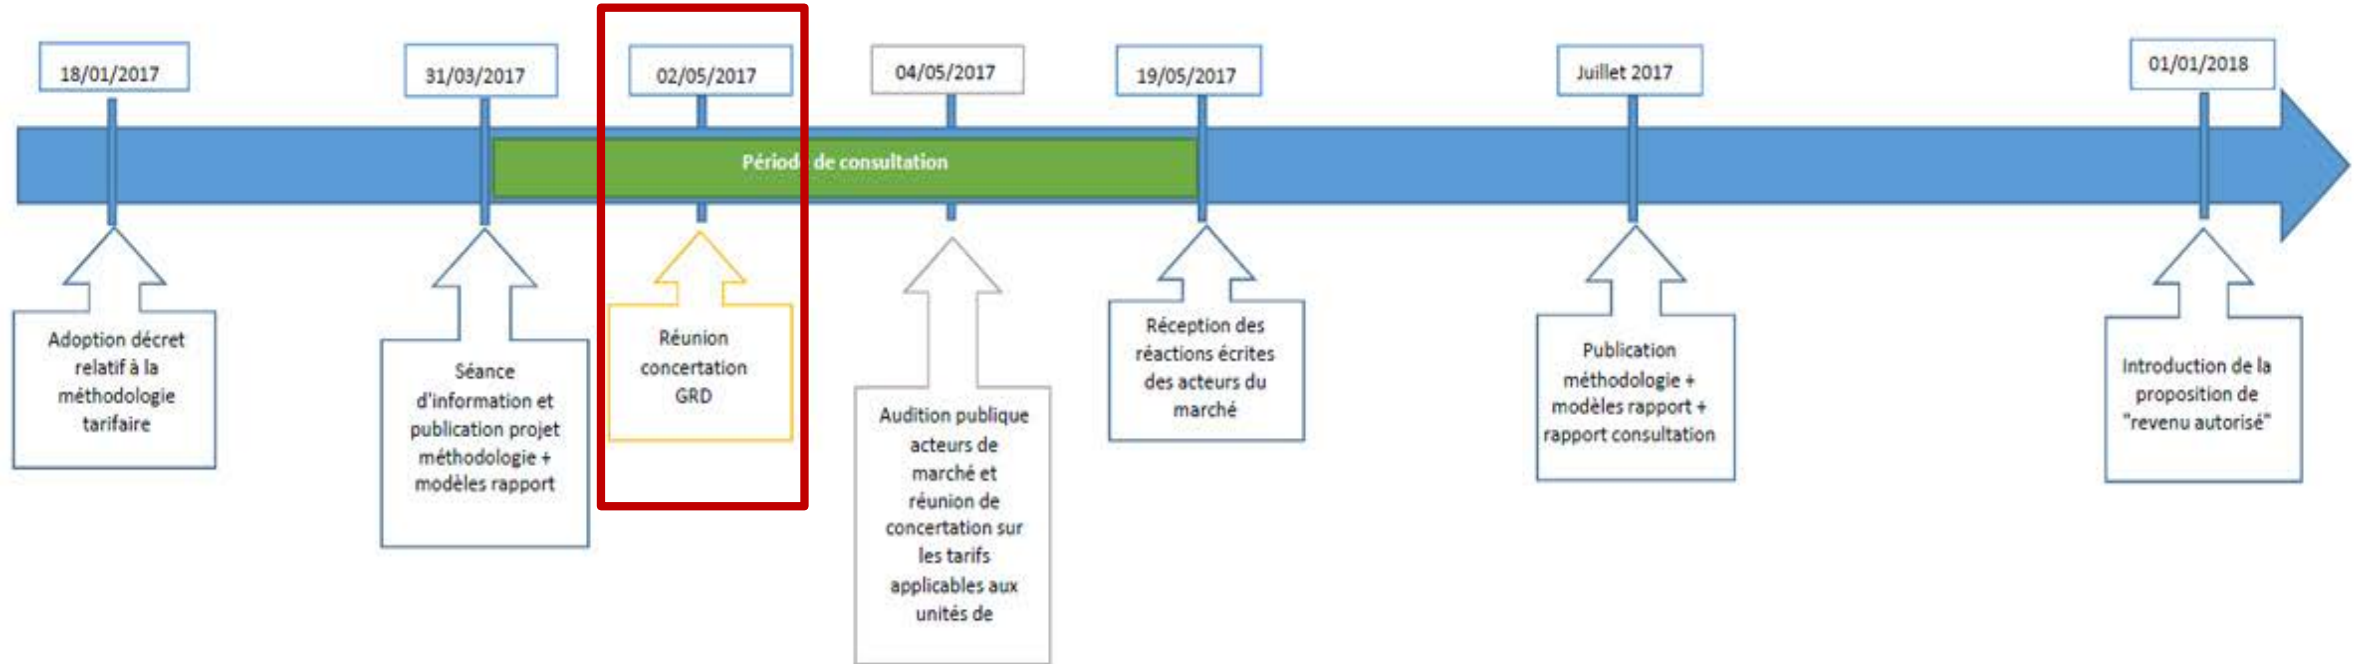 18/01/2017
31/03/2017
02/05/2017
04/05/2017
19/05/2017
Juillet 2017
01/01/2018
Période de consultation
Adoption décret
relatif à la
méthodologie
tarifaire
Séance
d'information et
publication projet
méthodologie +
modèles rapport
Réunion
concertation
GRD
Audition publique
acteurs de
marché et
réunion de
concertation sur
les tarifs
applicables aux
unités de
Réception des
réactions écrites
des acteurs du
marché
Publication
méthodologie +
modèles rapport +
rapport consultation
Introduction de la
proposition de
"revenu autorisé"